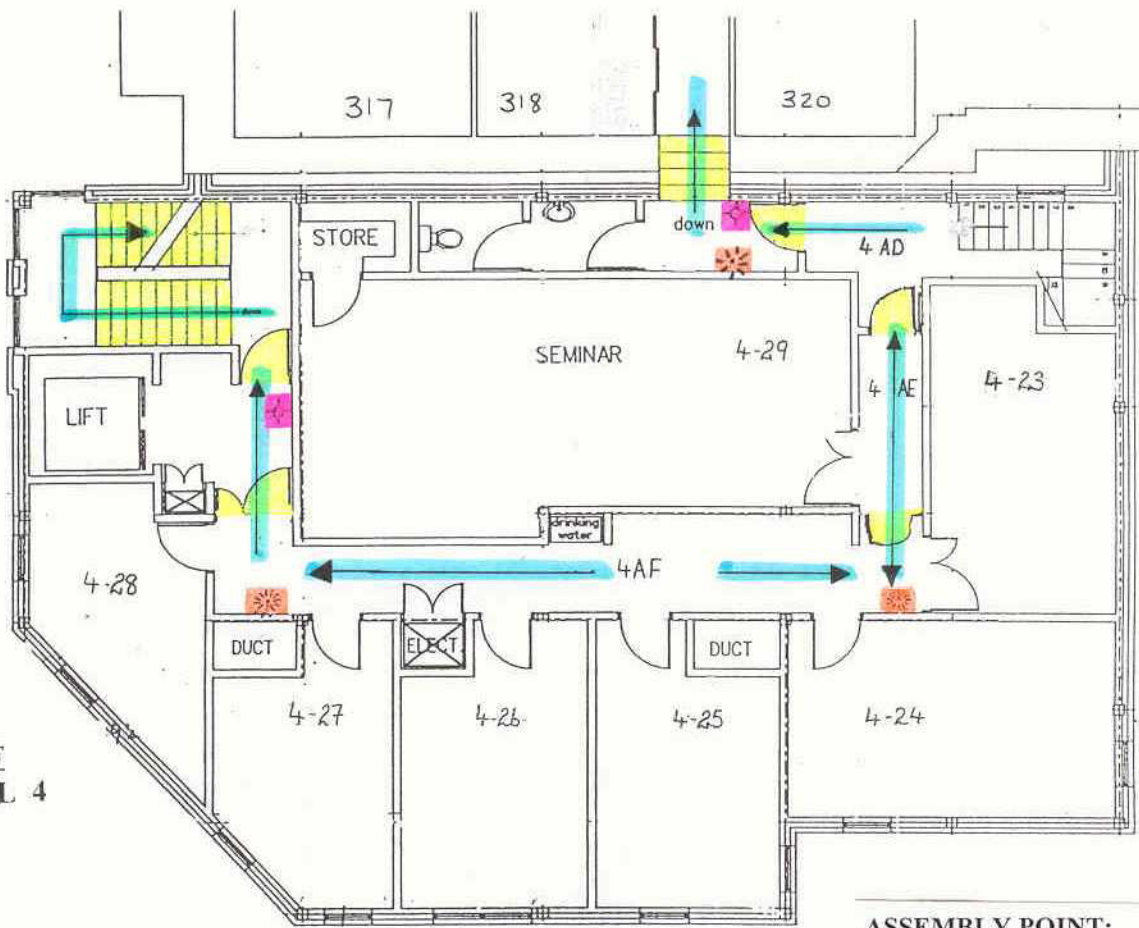 317
318
320
STORE
down
4 AD
down
SEMINAR
4-29
4 AE
4-23
LIFT
drinking
water
4AF
4-28
DUCT
ELECT
DUCT
4-27
4-26
4-25
4-24
L 4
ASSEMBLY POINT: